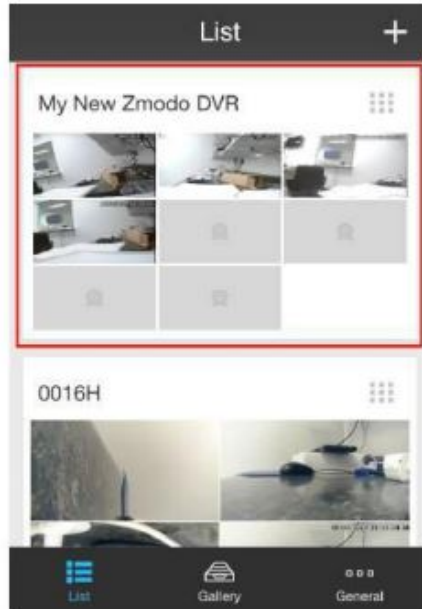 List
My New Zmodo DVR
0016H
List
Gallery
General